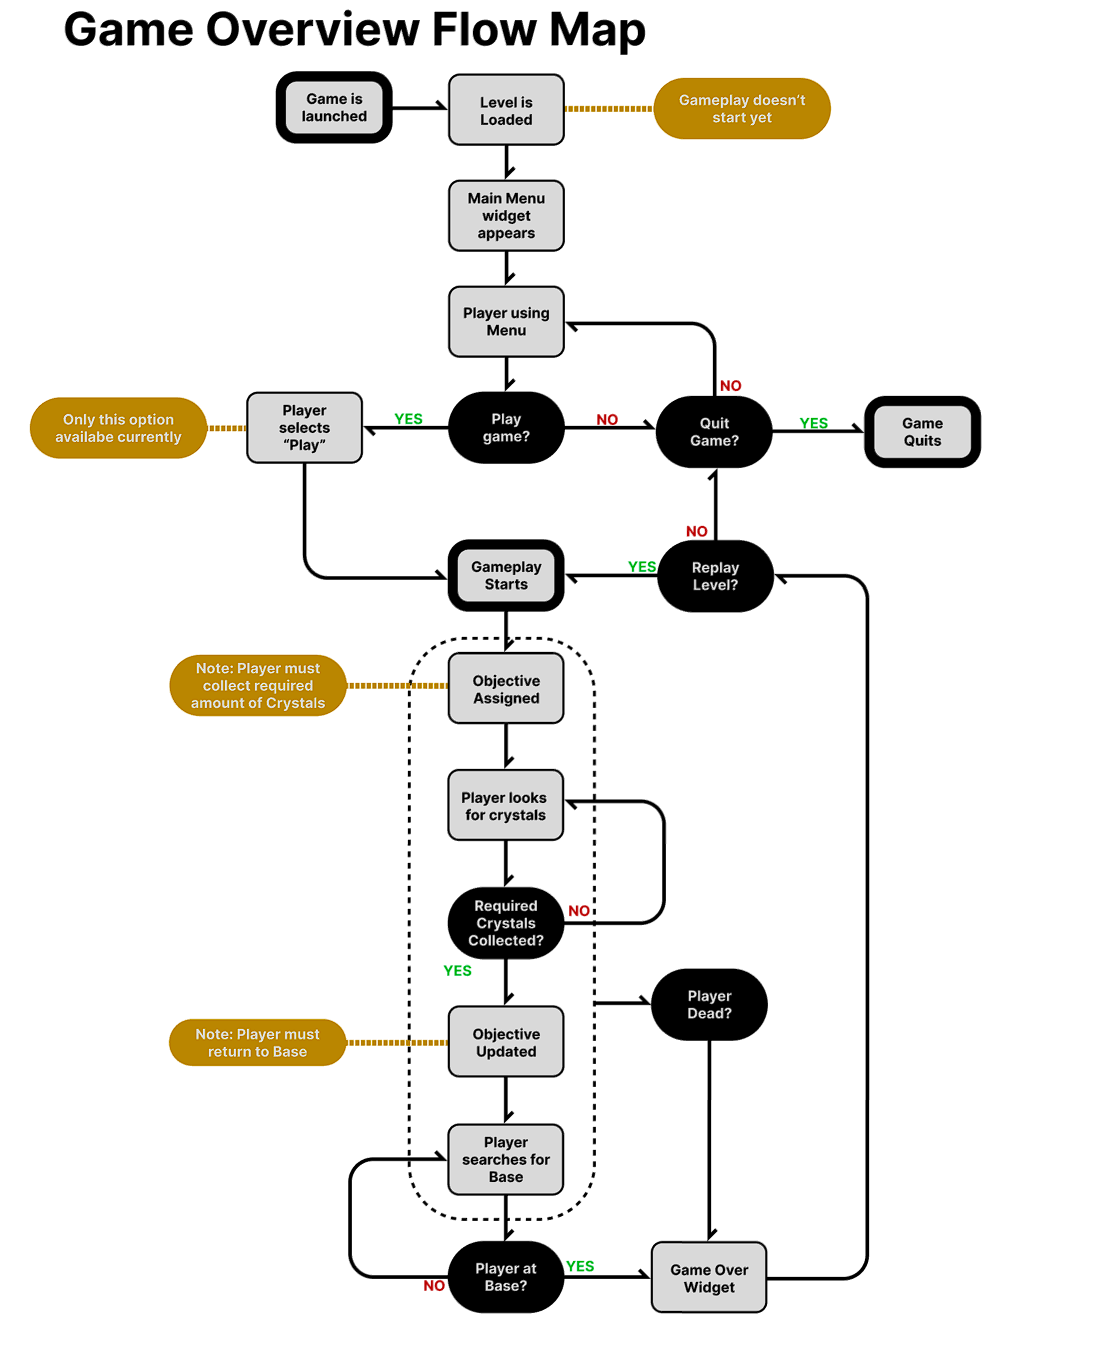 Game Overview Flow Map
Game is
launched
Level is
Loaded
Gameplay doesn’t
start yet
Main Menu
widget
appears
Player using
Menu
NO
Only this option
availabe currently
Player
selects
“Play”
YES
Play
game?
NO
Quit
Game?
YES
Game
Quits
NO
Gameplay
Starts
YES
Replay
Level?
Note: Player must
collect required
amount of Crystals
Objective
Assigned
Player looks
for crystals
Required
Crystals
Collected?
NO
YES
Player
Dead?
Note: Player must
return to Base
Objective
Updated
Player
searches for
Base
NO
Player at
Base?
YES
Game Over
Widget